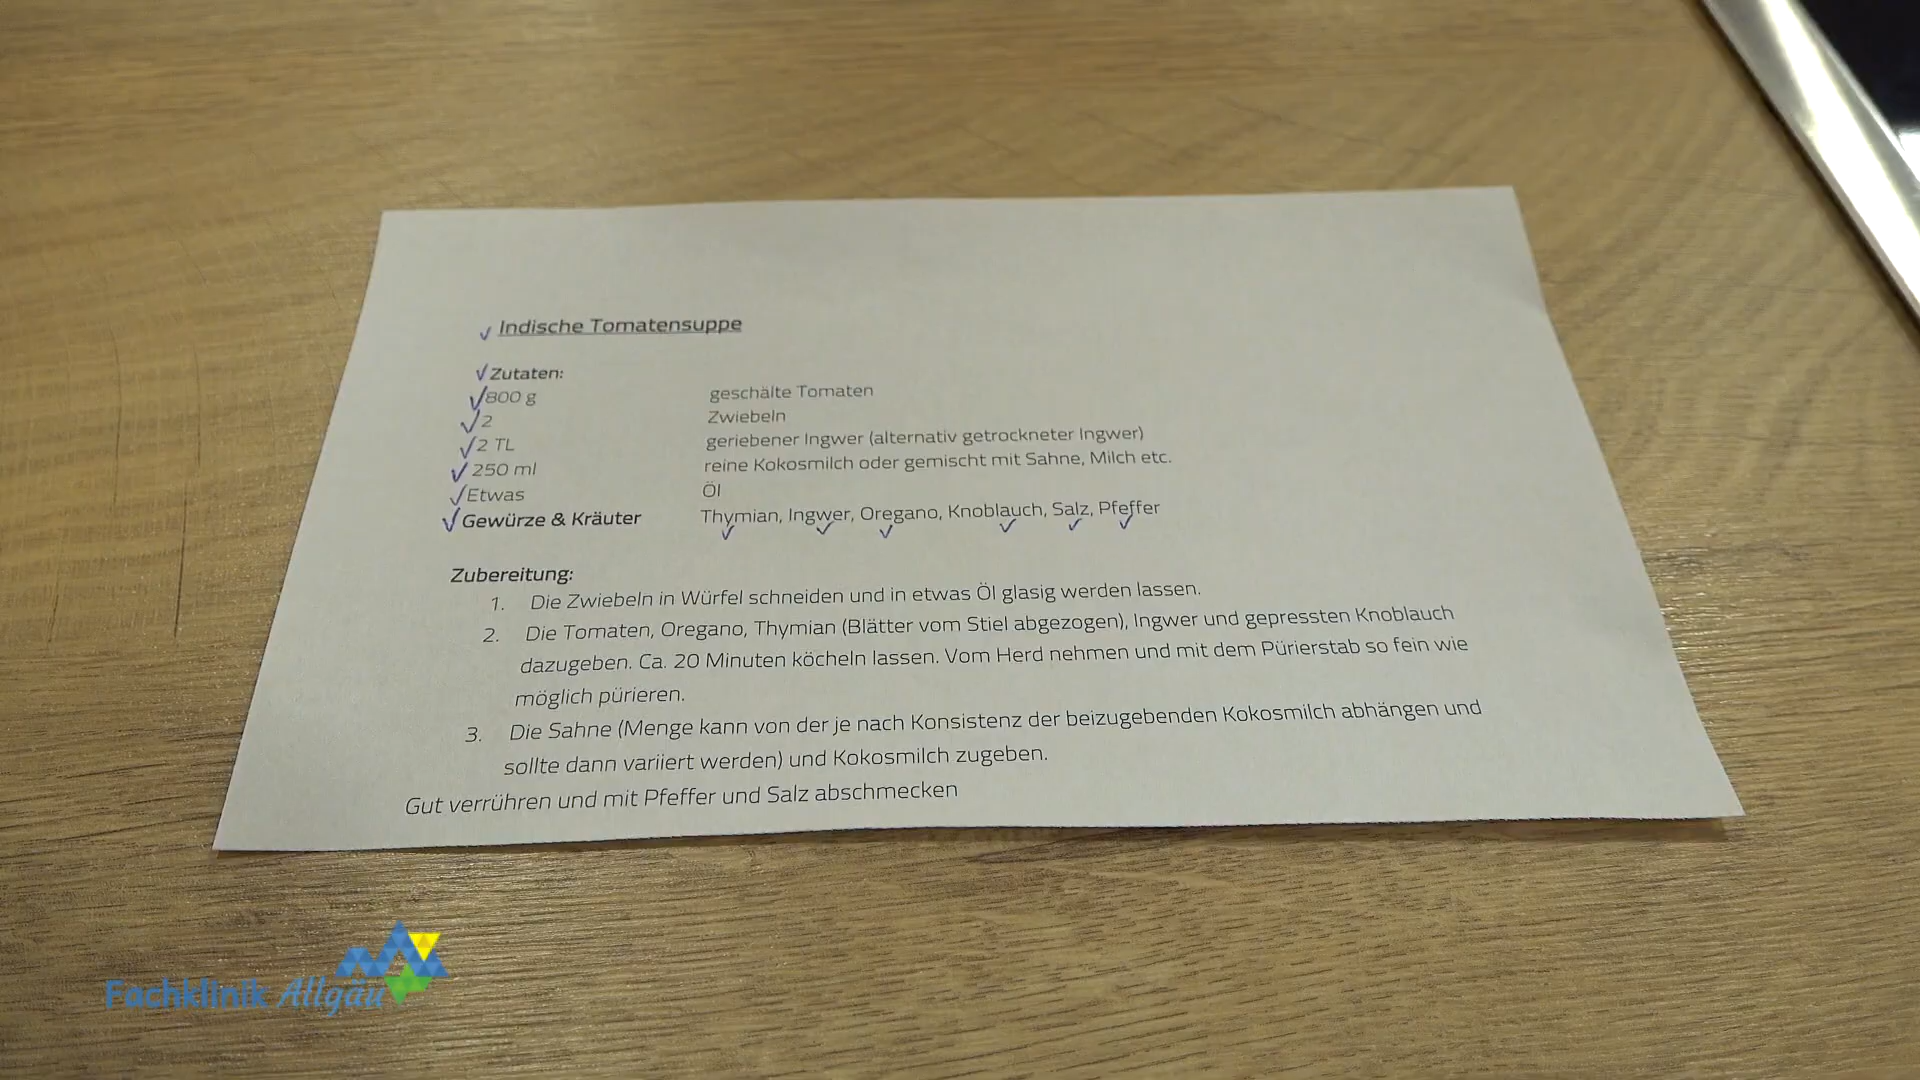 Indische Tomatensuppe
Zutaten:
800 g geschälte Tomaten
2 Zwiebeln
2 TL geriebener Ingwer (alternativ getrockneter Ingwer)
250 ml reine Kokosmilch oder gemischt mit Sahne, Milch etc.
Etwas Öl
Gewürze & Kräuter Thymian, Ingwer, Oregano, Knoblauch, Salz, Pfeffer
Zubereitung:
1. Die Zwiebeln in Würfel schneiden und in etwas Öl glasig werden lassen.
2. Die Tomaten, Oregano, Thymian (Blätter vom Stiel abgezogen), Ingwer und gepressten Knoblauch
dazugeben. Ca. 20 Minuten köcheln lassen. Vom Herd nehmen und mit dem Pürierstab so fein wie
möglich pürieren.
3. Die Sahne (Menge kann von der je nach Konsistenz der beizugebenden Kokosmilch abhängen und
sollte dann variiert werden) und Kokosmilch zugeben.
Gut verrühren und mit Pfeffer und Salz abschmecken
Fachklinik Allgäu